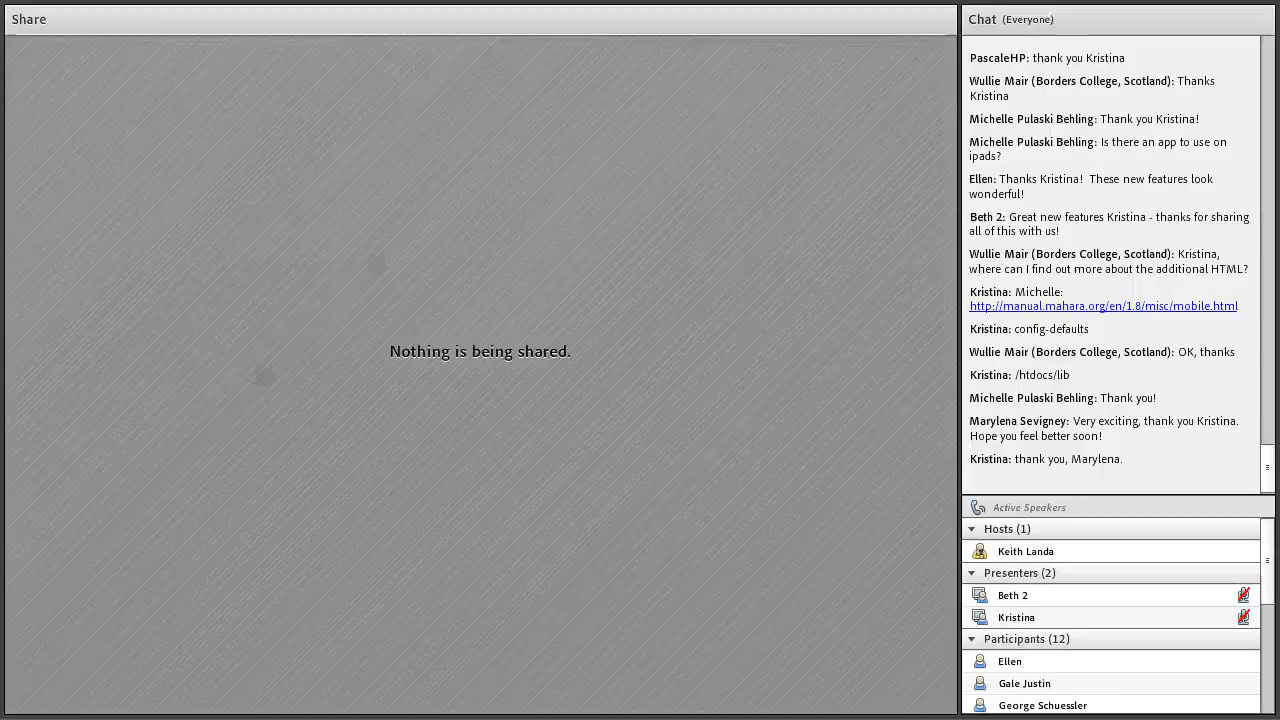 Share
Nothing is being shared.
Chat (Everyone)
PascaleHP: thank you Kristina
Wullie Mair (Borders College, Scotland): Thanks
Kristina
Michelle Pulaski Behling: Thank you Kristina!
Michelle Pulaski Behling: Is there an app to use on
ipads?
Ellen: Thanks Kristina!  These new features look
wonderful!
Beth 2: Great new features Kristina - thanks for sharing
all of this with us!
Wullie Mair (Borders College, Scotland): Kristina,
where can I find out more about the additional HTML?
Kristina: Michelle:
http://manual.mahara.org/en/1.8/misc/mobile.html
Kristina: config-defaults
Wullie Mair (Borders College, Scotland): OK, thanks
Kristina: /htdocs/lib
Michelle Pulaski Behling: Thank you!
Marylena Sevigney: Very exciting, thank you Kristina.
Hope you feel better soon!
Kristina: thank you, Marylena.
Active Speakers
Hosts (1)
Keith Landa
Presenters (2)
Beth 2
Kristina
Participants (12)
Ellen
Gale Justin
George Schuessler